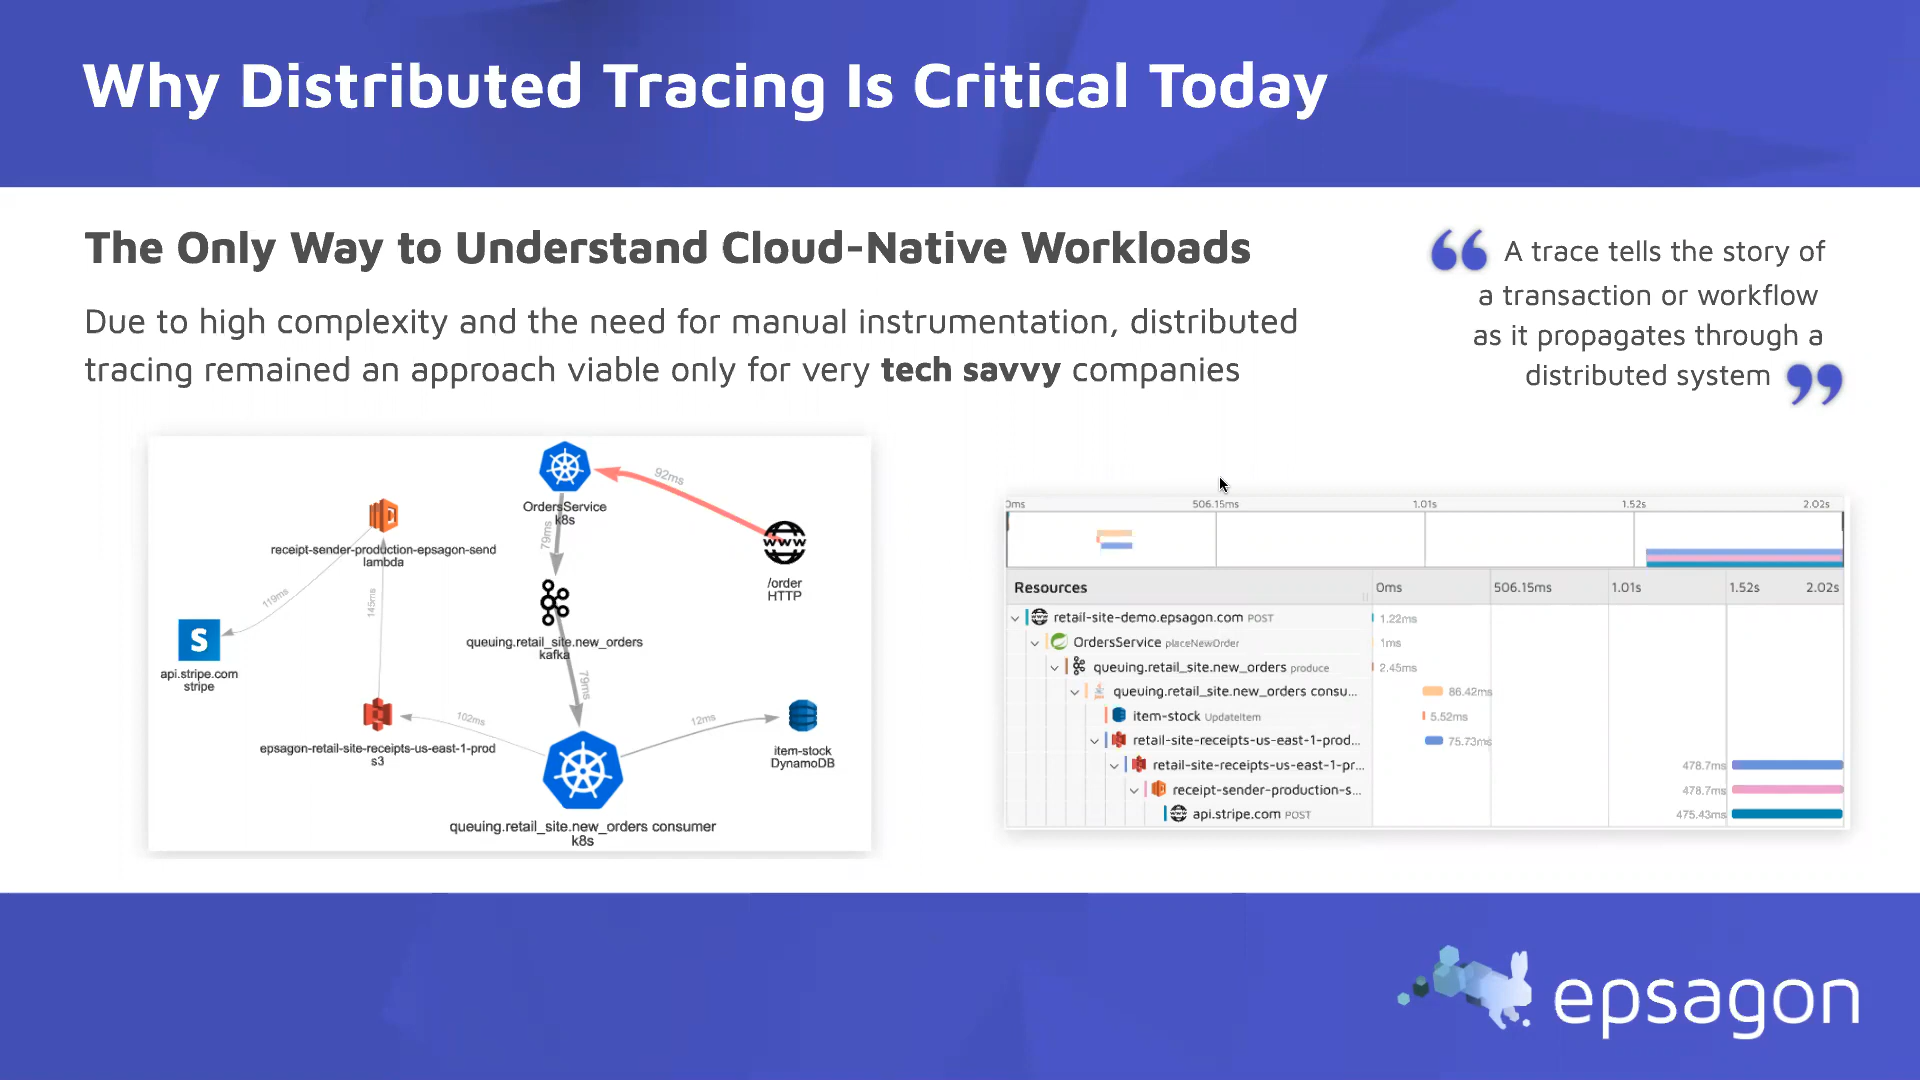 Why Distributed Tracing Is Critical Today
The Only Way to Understand Cloud-Native Workloads
Due to high complexity and the need for manual instrumentation, distributed
tracing remained an approach viable only for very tech savvy companies
“ A trace tells the story of
a transaction or workflow
as it propagates through a
distributed system ”
92ms
OrdersService
k8s
79ms
www
/order
HTTP
receipt-sender-production-epsagon-send
lambda
119ms
145ms
queuing.retail_site.new_orders
kafka
79ms
S
api.stripe.com
stripe
102ms
12ms
epsagon-retail-site-receipts-us-east-1-prod
s3
item-stock
DynamoDB
queuing.retail_site.new_orders consumer
k8s
0ms 506.15ms 1.01s 1.52s 2.02s
Resources 0ms 506.15ms 1.01s 1.52s 2.02s
retail-site-demo.epsagon.com POST 1.22ms
OrdersService placeNewOrder 1ms
queuing.retail_site.new_orders produce 2.45ms
queuing.retail_site.new_orders consu... 86.42ms
item-stock UpdateItem 5.52ms
retail-site-receipts-us-east-1-prod... 75.73ms
retail-site-receipts-us-east-1-pr... 478.7ms
receipt-sender-production-s... 478.7ms
api.stripe.com POST 475.43ms
epsagon